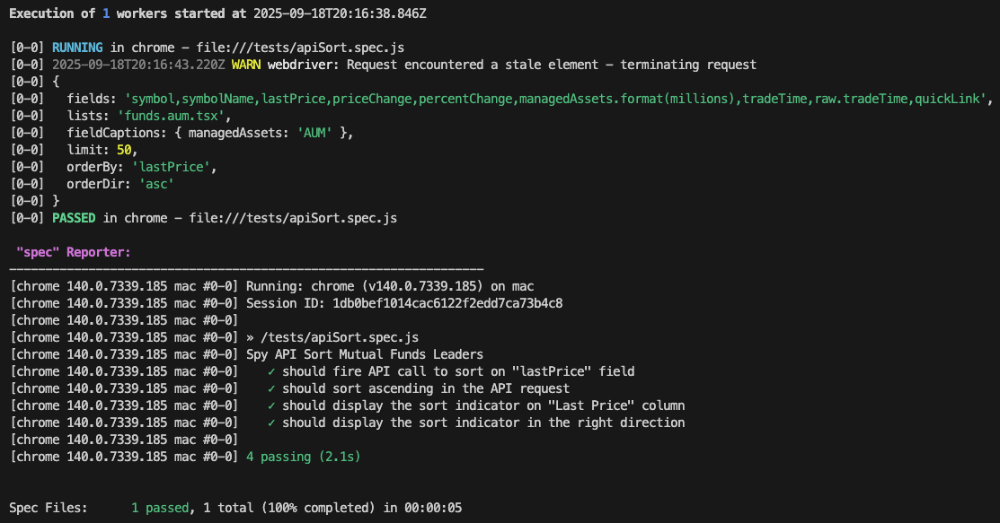 Execution of 1 workers started at 2025-09-18T20:16:38.846Z
[0-0] RUNNING in chrome - file:///tests/apiSort.spec.js
[0-0] 2025-09-18T20:16:43.220Z WARN webdriver: Request encountered a stale element - terminating request
[0-0] {
[0-0]   fields: 'symbol,symbolName,lastPrice,priceChange,percentChange,managedAssets.format(millions),tradeTime,raw.tradeTime,quickLink',
[0-0]   lists: 'funds.aum.tsx',
[0-0]   fieldCaptions: { managedAssets: 'AUM' },
[0-0]   limit: 50,
[0-0]   orderBy: 'lastPrice',
[0-0]   orderDir: 'asc'
[0-0] }
[0-0] PASSED in chrome - file:///tests/apiSort.spec.js
"spec" Reporter:
[chrome 140.0.7339.185 mac #0-0] Running: chrome (v140.0.7339.185) on mac
[chrome 140.0.7339.185 mac #0-0] Session ID: 1db0bef1014cac6122f2edd7ca73b4c8
[chrome 140.0.7339.185 mac #0-0]
[chrome 140.0.7339.185 mac #0-0] » /tests/apiSort.spec.js
[chrome 140.0.7339.185 mac #0-0] Spy API Sort Mutual Funds Leaders
[chrome 140.0.7339.185 mac #0-0]    ✓ should fire API call to sort on "lastPrice" field
[chrome 140.0.7339.185 mac #0-0]    ✓ should sort ascending in the API request
[chrome 140.0.7339.185 mac #0-0]    ✓ should display the sort indicator on "Last Price" column
[chrome 140.0.7339.185 mac #0-0]    ✓ should display the sort indicator in the right direction
[chrome 140.0.7339.185 mac #0-0]
[chrome 140.0.7339.185 mac #0-0] 4 passing (2.1s)
Spec Files:      1 passed, 1 total (100% completed) in 00:00:05